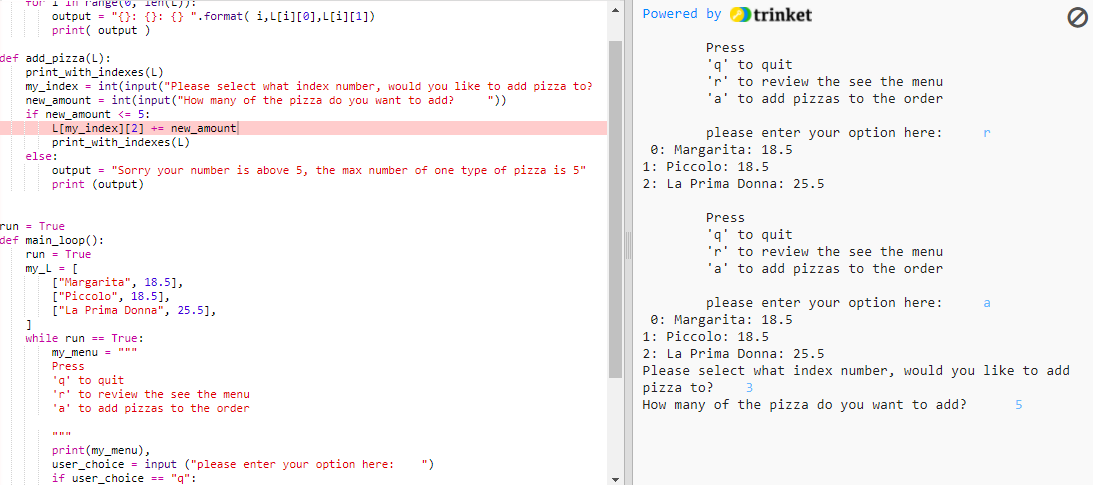 for i in range(0, len(L)):
output = "{}: {}: {} ".format( i,L[i][0],L[i][1])
print( output )
def add_pizza(L):
print_with_indexes(L)
my_index = int(input("Please select what index number, would you like to add pizza to?
new_amount = int(input("How many of the pizza do you want to add?     "))
if new_amount <= 5:
L[my_index][2] += new_amount
print_with_indexes(L)
else:
output = "Sorry your number is above 5, the max number of one type of pizza is 5"
print (output)
run = True
def main_loop():
run = True
my_L = [
["Margarita", 18.5],
["Piccolo", 18.5],
["La Prima Donna", 25.5],
]
while run == True:
my_menu = """
Press
'q' to quit
'r' to review the see the menu
'a' to add pizzas to the order
"""
print(my_menu),
user_choice = input ("please enter your option here:    ")
if user_choice == "q":
Powered by trinket
Press
'q' to quit
'r' to review the see the menu
'a' to add pizzas to the order
please enter your option here:     r
0: Margarita: 18.5
1: Piccolo: 18.5
2: La Prima Donna: 25.5
Press
'q' to quit
'r' to review the see the menu
'a' to add pizzas to the order
please enter your option here:     a
0: Margarita: 18.5
1: Piccolo: 18.5
2: La Prima Donna: 25.5
Please select what index number, would you like to add
pizza to?    3
How many of the pizza do you want to add?      5